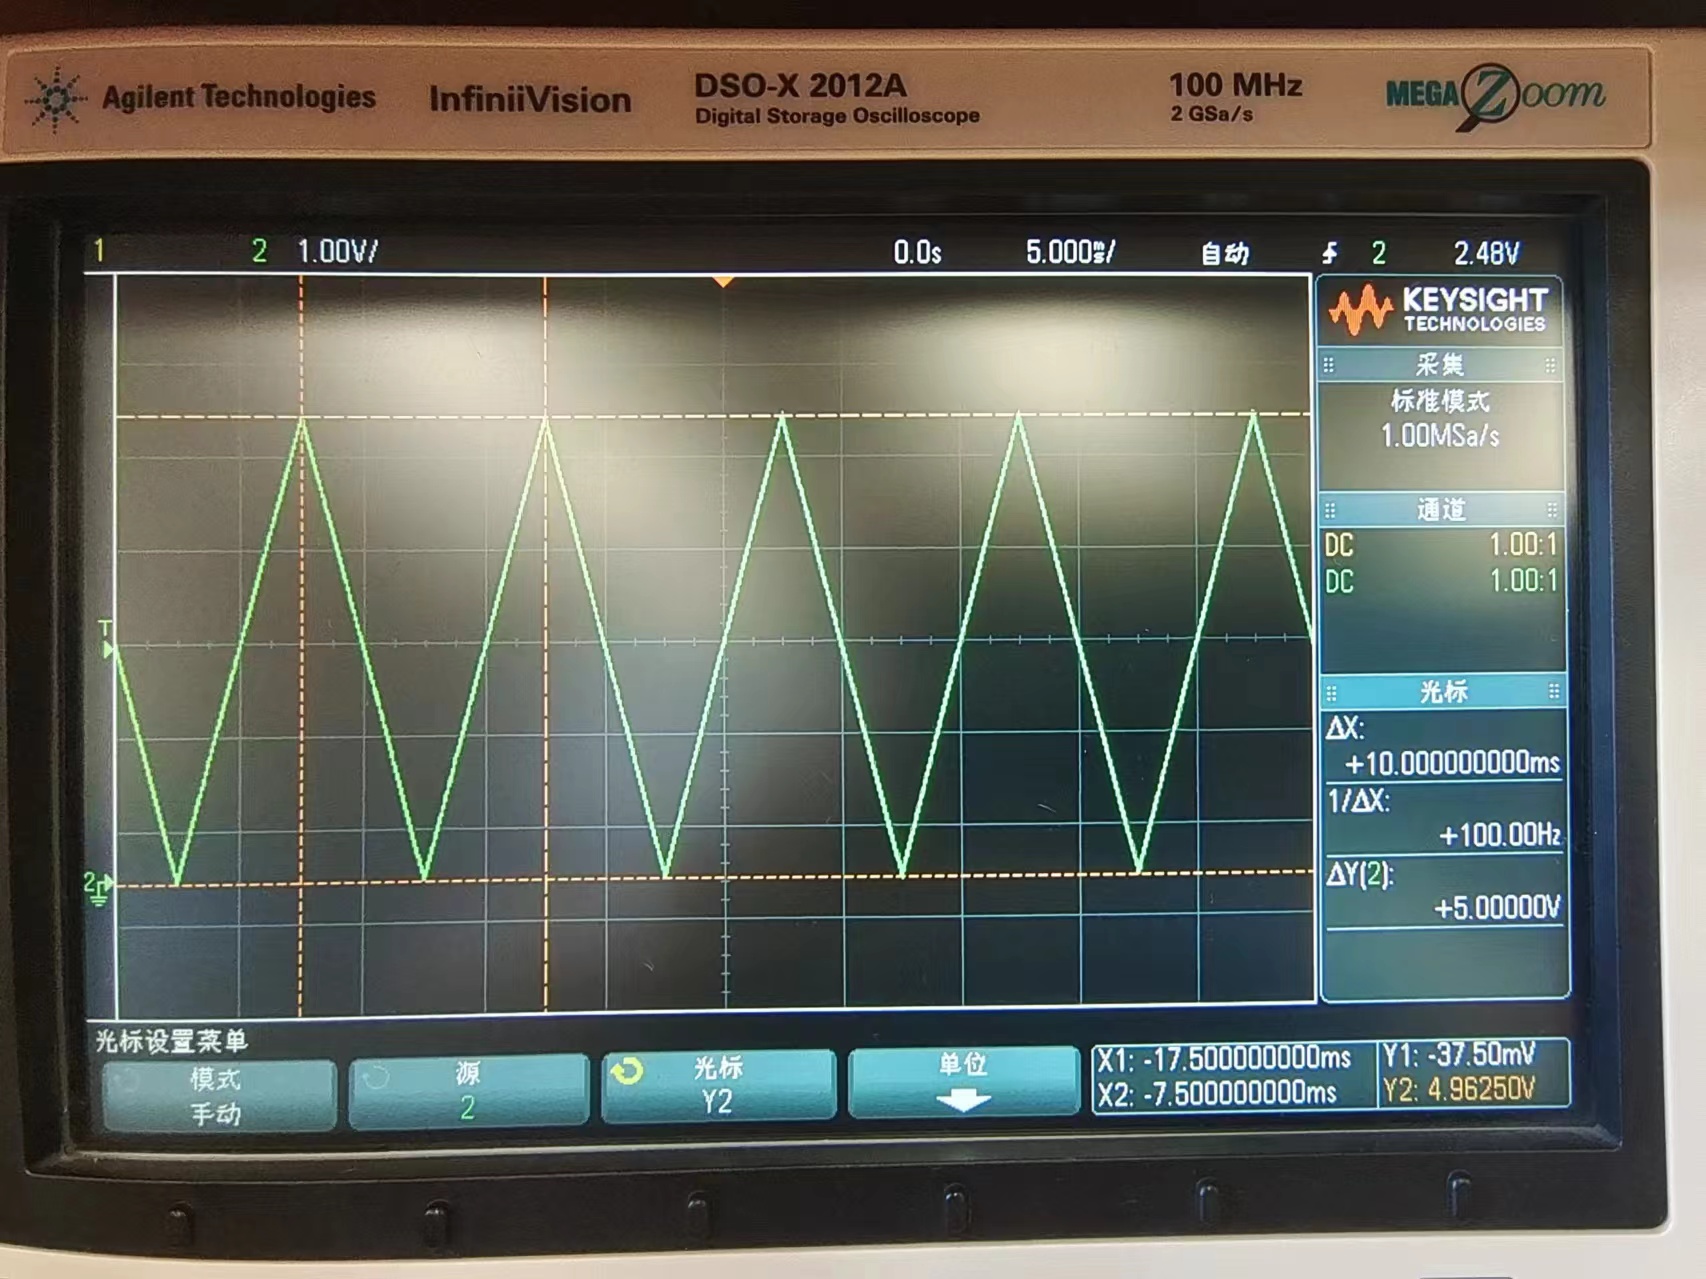 Agilent Technologies InfiniiVision DSO-X 2012A 100 MHz MEGA Zoom
Digital Storage Oscilloscope 2 GSa/s
1 2 1.00V/ 0.0s 5.000ms/ 自动 2 2.48V
KEYSIGHT
TECHNOLOGIES
采集
标准模式
1.00MSa/s
通道
DC 1.00:1
DC 1.00:1
T
2
光标
ΔX:
+10.000000000ms
1/ΔX:
+100.00Hz
ΔY(2):
+5.00000V
光标设置菜单
模式
手动
源
2
光标
Y2
单位
X1: -17.500000000ms Y1: -37.50mV
X2: -7.500000000ms Y2: 4.96250V